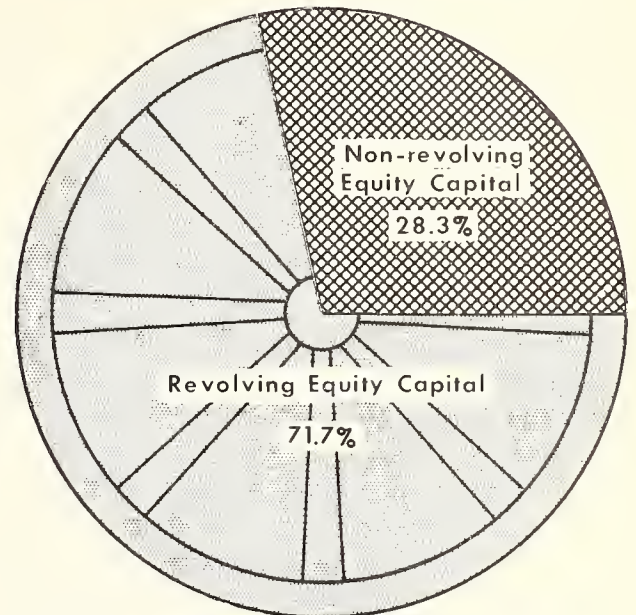 Non-revolving
Equity Capital
28.3%
Revolving Equity Capital
71.7%